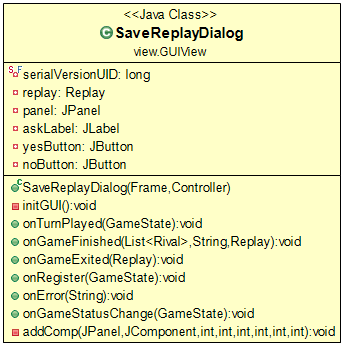 <<Java Class>>
SaveReplayDialog
view.GUIView
serialVersionUID: long
replay: Replay
panel: JPanel
askLabel: JLabel
yesButton: JButton
noButton: JButton
SaveReplayDialog(Frame,Controller)
initGUI():void
onTurnPlayed(GameState):void
onGameFinished(List<Rival>,String,Replay):void
onGameExited(Replay):void
onRegister(GameState):void
onError(String):void
onGameStatusChange(GameState):void
addComp(JPanel,JComponent,int,int,int,int,int,int):void